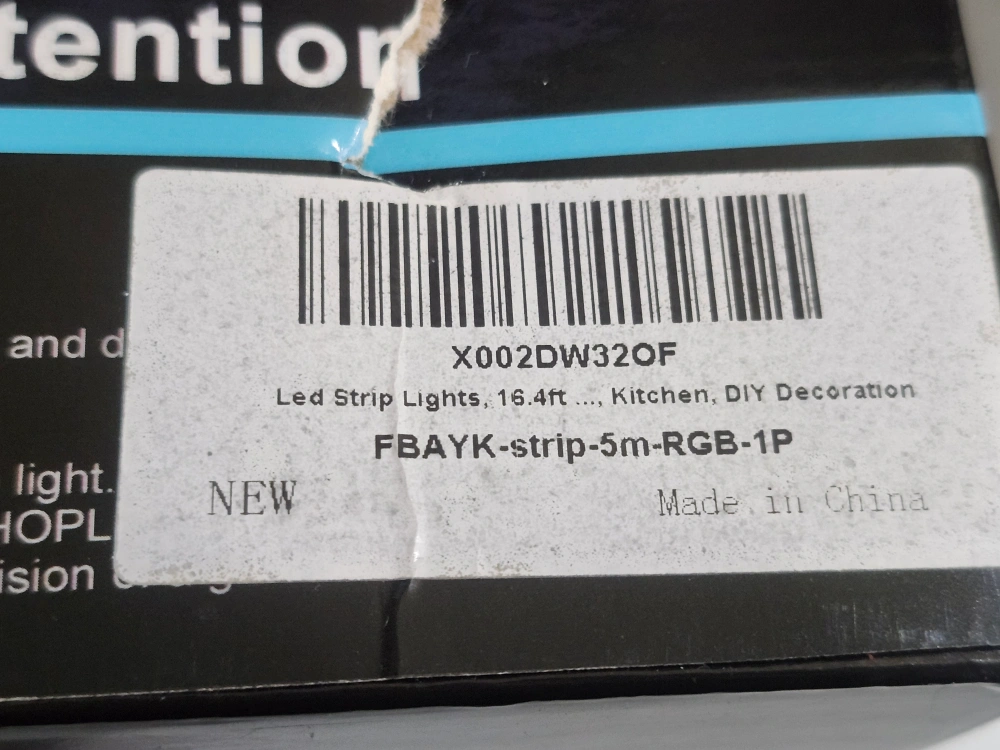 tention
X002DW32OF
and d
Led Strip Lights, 16.4ft ..., Kitchen, DIY Decoration
FBAYK-strip-5m-RGB-1P
light.
NEW
Made in China
HOPL
ision